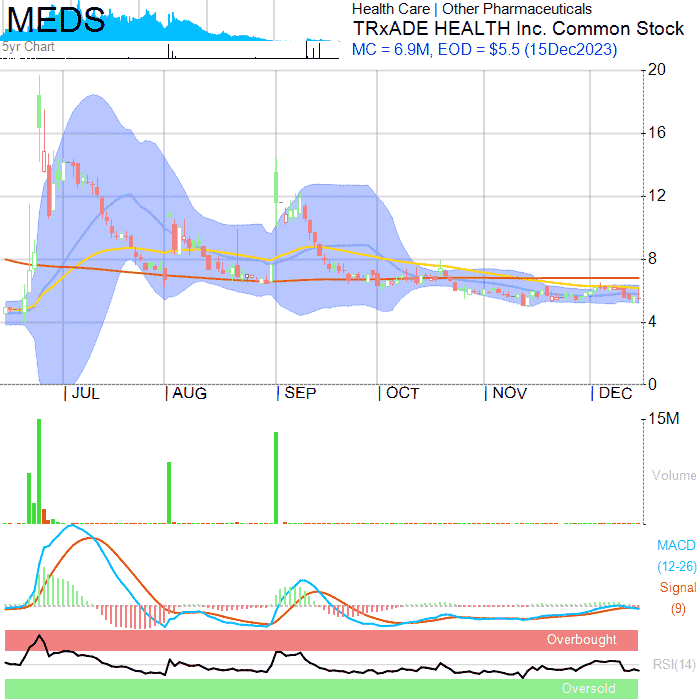 MEDS
5yr Chart
Health Care | Other Pharmaceuticals
TRxADE HEALTH Inc. Common Stock
MC = 6.9M, EOD = $5.5 (15Dec2023)
20
16
12
8
4
0
JUL AUG SEP OCT NOV DEC
15M
Volume
MACD
(12-26)
Signal
(9)
Overbought
RSI(14)
Oversold